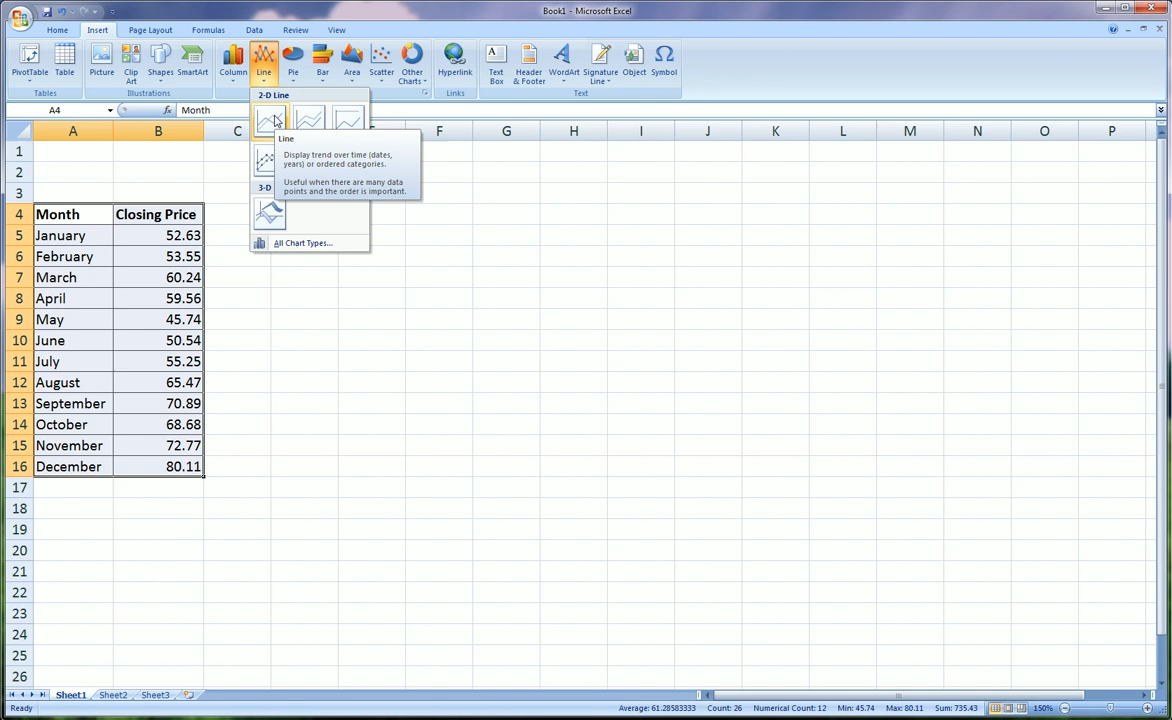 Book1 - Microsoft Excel
Home Insert Page Layout Formulas Data Review View
PivotTable Table Picture Clip Art Shapes SmartArt Column Line Pie Bar Area Scatter Other Charts Hyperlink Text Box Header & Footer WordArt Signature Line Object Symbol
Tables Illustrations Links Text
2-D Line
A4 fx Month
Line
Display trend over time (dates,
years) or ordered categories.
Useful when there are many data
points and the order is important.
3-D
All Chart Types...
A B C F G H I J K L M N O P
1
2
3
4 Month Closing Price
5 January 52.63
6 February 53.55
7 March 60.24
8 April 59.56
9 May 45.74
10 June 50.54
11 July 55.25
12 August 65.47
13 September 70.89
14 October 68.68
15 November 72.77
16 December 80.11
17
18
19
20
21
22
23
24
25
26
Sheet1 Sheet2 Sheet3
Ready Average: 61.28583333 Count: 26 Numerical Count: 12 Min: 45.74 Max: 80.11 Sum: 735.43 150%